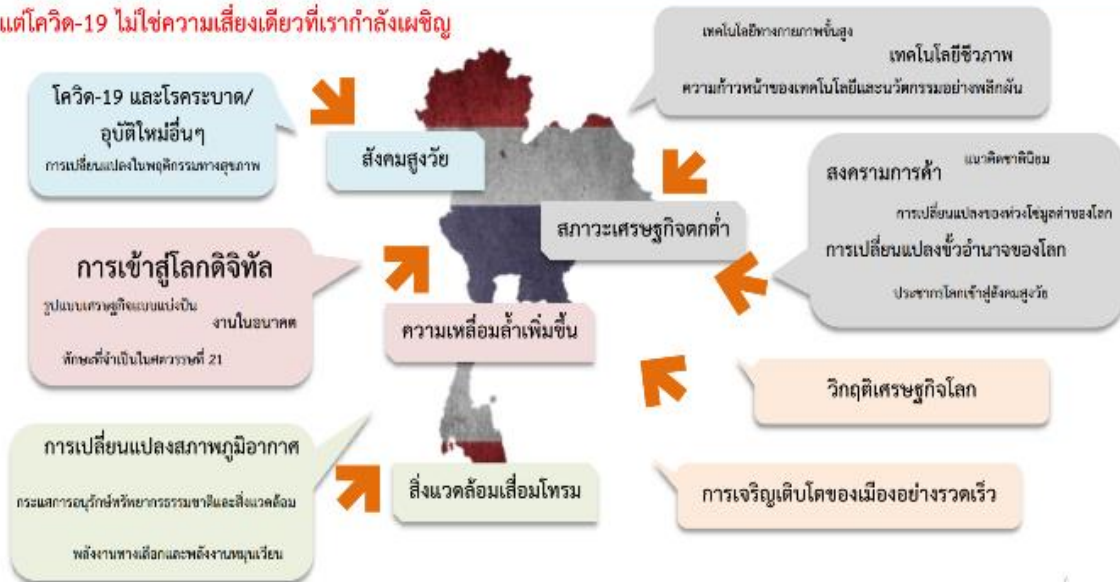 แต่โควิด-19 ไม่ใช่ความเสี่ยงเดียวที่เรากำลังเผชิญ
โควิด-19 และโรคระบาด/
อุบัติใหม่อื่นๆ
การเปลี่ยนแปลงในพฤติกรรมทางสุขภาพ
สังคมสูงวัย
เทคโนโลยีทางกายภาพขั้นสูง
เทคโนโลยีชีวภาพ
ความก้าวหน้าของเทคโนโลยีและนวัตกรรมอย่างพลิกผัน
สภาวะเศรษฐกิจตกต่ำ
แนวคิดชาตินิยม
สงครามการค้า
การเปลี่ยนแปลงของห่วงโซ่มูลค่าของโลก
การเปลี่ยนแปลงขั้วอำนาจของโลก
ประชากรโลกเข้าสู่สังคมสูงวัย
การเข้าสู่โลกดิจิทัล
รูปแบบเศรษฐกิจแบบแบ่งปัน
งานในอนาคต
ทักษะที่จำเป็นในศตวรรษที่ 21
ความเหลื่อมล้ำเพิ่มขึ้น
วิกฤติเศรษฐกิจโลก
การเปลี่ยนแปลงสภาพภูมิอากาศ
กระแสการอนุรักษ์ทรัพยากรธรรมชาติและสิ่งแวดล้อม
พลังงานทางเลือกและพลังงานหมุนเวียน
สิ่งแวดล้อมเสื่อมโทรม
การเจริญเติบโตของเมืองอย่างรวดเร็ว